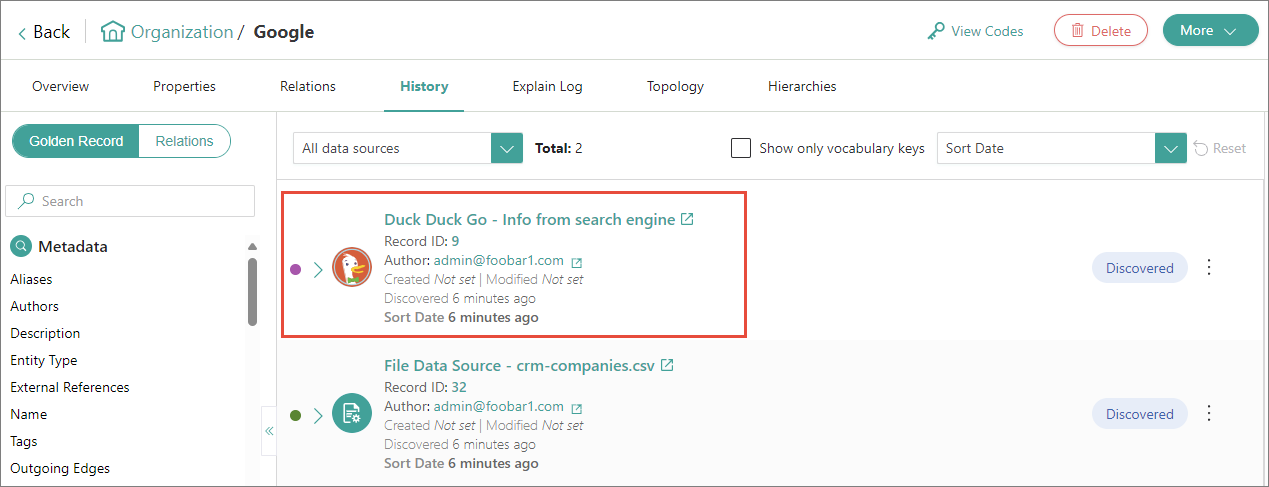 Back
Organization / Google
View Codes
Delete
More
Overview
Properties
Relations
History
Explain Log
Topology
Hierarchies
Golden Record
Relations
All data sources
Total: 2
Show only vocabulary keys
Sort Date
Reset
Search
Metadata
Aliases
Authors
Description
Entity Type
External References
Name
Tags
Outgoing Edges
Duck Duck Go - Info from search engine
Record ID: 9
Author: admin@foobar1.com
Created Not set | Modified Not set
Discovered 6 minutes ago
Sort Date 6 minutes ago
Discovered
File Data Source - crm-companies.csv
Record ID: 32
Author: admin@foobar1.com
Created Not set | Modified Not set
Discovered 6 minutes ago
Sort Date 6 minutes ago
Discovered